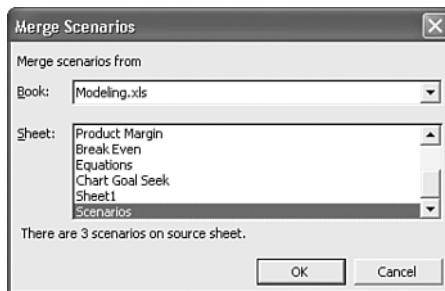 Merge Scenarios
Merge scenarios from
Book: Modeling.xls
Sheet: Product Margin
Break Even
Equations
Chart Goal Seek
Sheet1
Scenarios
There are 3 scenarios on source sheet.
OK Cancel